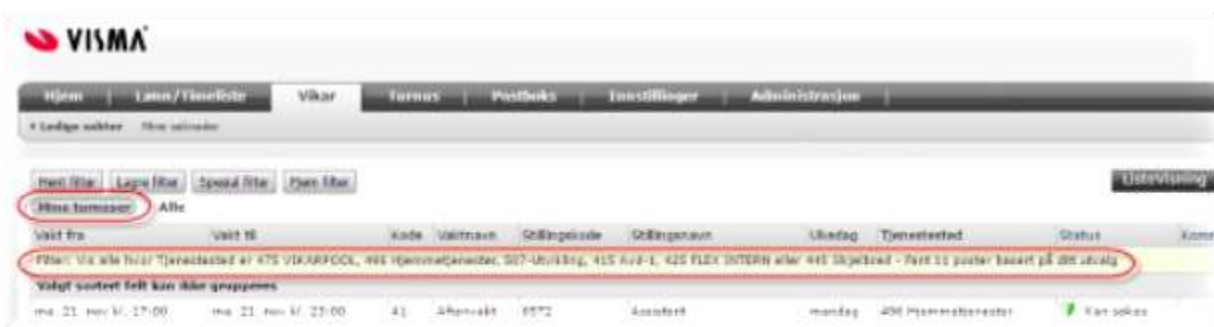 VISMA
Hjem Lønn/Timeliste Vikar Turnus Postboks Innstillinger Administrasjon
Ledige vakter Mine søknader
Hent filter Lagre filter Spesial filter Fjern filter
Listevisning
Mine turnuser Alle
Vakt fra Vakt til Kode Vaktnavn Stillingskode Stillingsnavn Ukedag Tjenestested Status Komm
Filter: Vis alle hvor Tjenestested er 475 VIKARPOOL, 496 Hjemmetjenester, 507-Utvikling, 415 Avd-1, 425 FLEX INTERN eller 445 Skjelbred - Fant 11 poster basert på ditt utvalg
Valgt sortert felt kan ikke grupperes
ma. 21. nov kl. 17:00 ma. 21. nov kl. 23:00 A1 Aftenvakt 6572 Assistent mandag 496 Hjemmetjenester Kan søkes